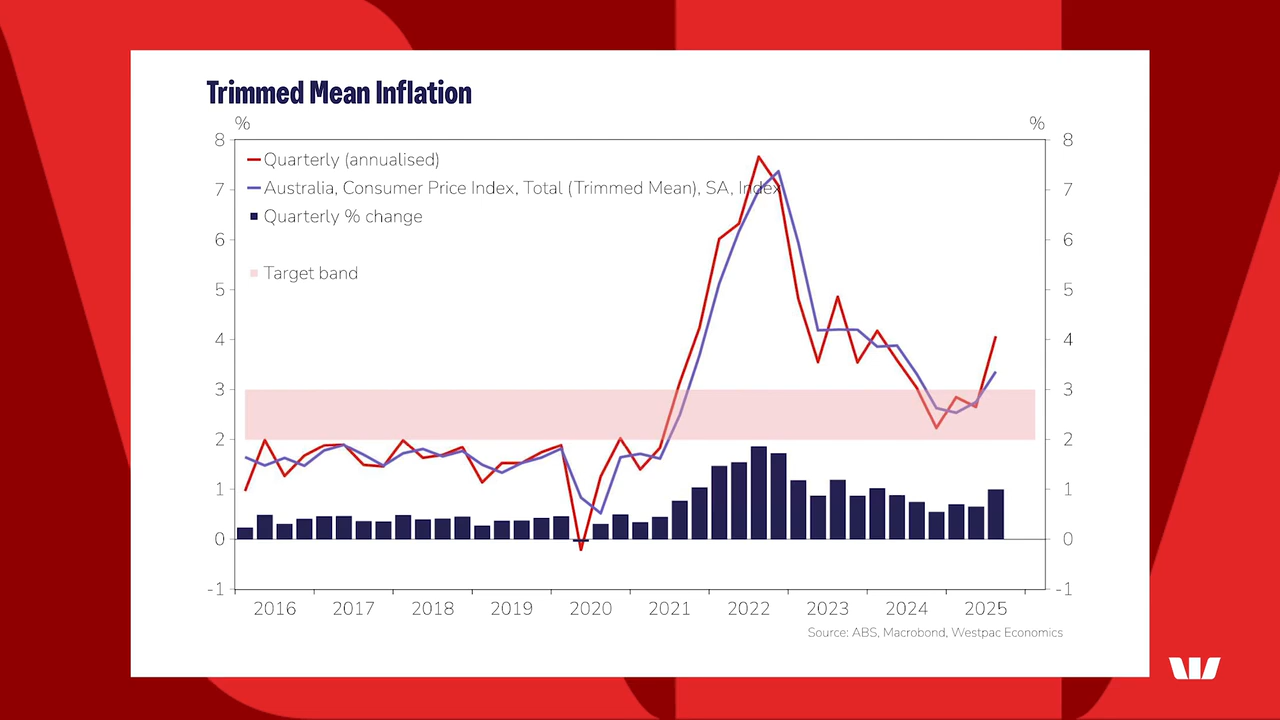 Trimmed Mean Inflation
% %
8 8
Quarterly (annualised)
7 Australia, Consumer Price Index, Total (Trimmed Mean), SA, Index 7
Quarterly % change
6 6
Target band
5 5
4 4
3 3
2 2
1 1
0 0
-1 -1
2016 2017 2018 2019 2020 2021 2022 2023 2024 2025
Source: ABS, Macrobond, Westpac Economics